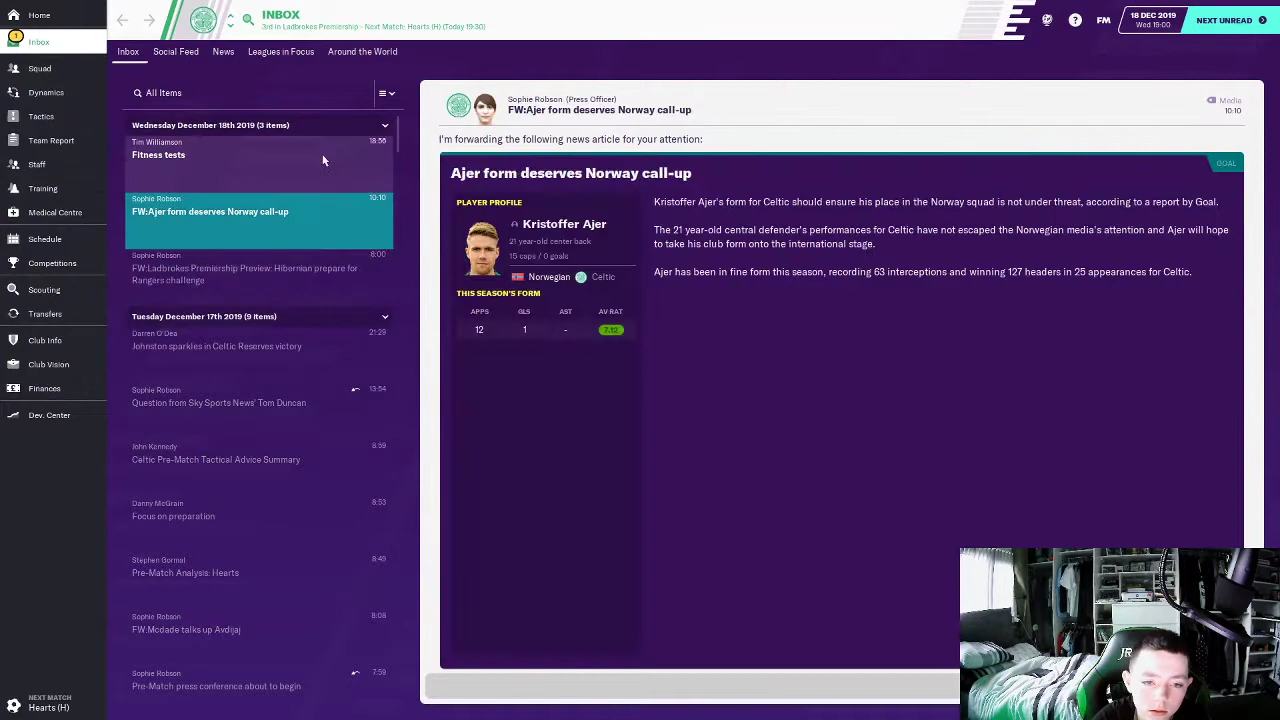 Home
INBOX
3rd in Ladbrokes Premiership - Next Match: Hearts (H) (Today 19:30)
FM
18 DEC 2019
Wed 19:00
NEXT UNREAD
1
Inbox
Squad
Dynamics
Tactics
Team Report
Staff
Training
Medical Centre
Schedule
Competitions
Scouting
Transfers
Club Info
Club Vision
Finances
Dev. Center
NEXT MATCH
Hearts (H)
Inbox
Social Feed
News
Leagues in Focus
Around the World
All Items
Wednesday December 18th 2019 (3 items)
Tim Williamson
18:56
Fitness tests
Sophie Robson
10:10
FW:Ajer form deserves Norway call-up
Sophie Robson
8:00
FW:Ladbrokes Premiership Preview: Hibernian prepare for
Rangers challenge
Tuesday December 17th 2019 (9 items)
Darren O'Dea
21:29
Johnston sparkles in Celtic Reserves victory
Sophie Robson
13:54
Question from Sky Sports News' Tom Duncan
John Kennedy
8:59
Celtic Pre-Match Tactical Advice Summary
Danny McGrain
8:53
Focus on preparation
Stephen Gormal
8:49
Pre-Match Analysis: Hearts
Sophie Robson
8:08
FW:Mcdade talks up Avdijaj
Sophie Robson
7:59
Pre-Match press conference about to begin
Sophie Robson (Press Officer)
FW:Ajer form deserves Norway call-up
Media
10:10
I'm forwarding the following news article for your attention:
GOAL
Ajer form deserves Norway call-up
PLAYER PROFILE
Kristoffer Ajer
21 year-old center back
15 caps / 0 goals
Norwegian
Celtic
THIS SEASON'S FORM
APPS
GLS
AST
AV RAT
12
1
-
7.12
Kristoffer Ajer's form for Celtic should ensure his place in the Norway squad is not under threat, according to a report by Goal.
The 21 year-old central defender's performances for Celtic have not escaped the Norwegian media's attention and Ajer will hope
to take his club form onto the international stage.
Ajer has been in fine form this season, recording 63 interceptions and winning 127 headers in 25 appearances for Celtic.
JR